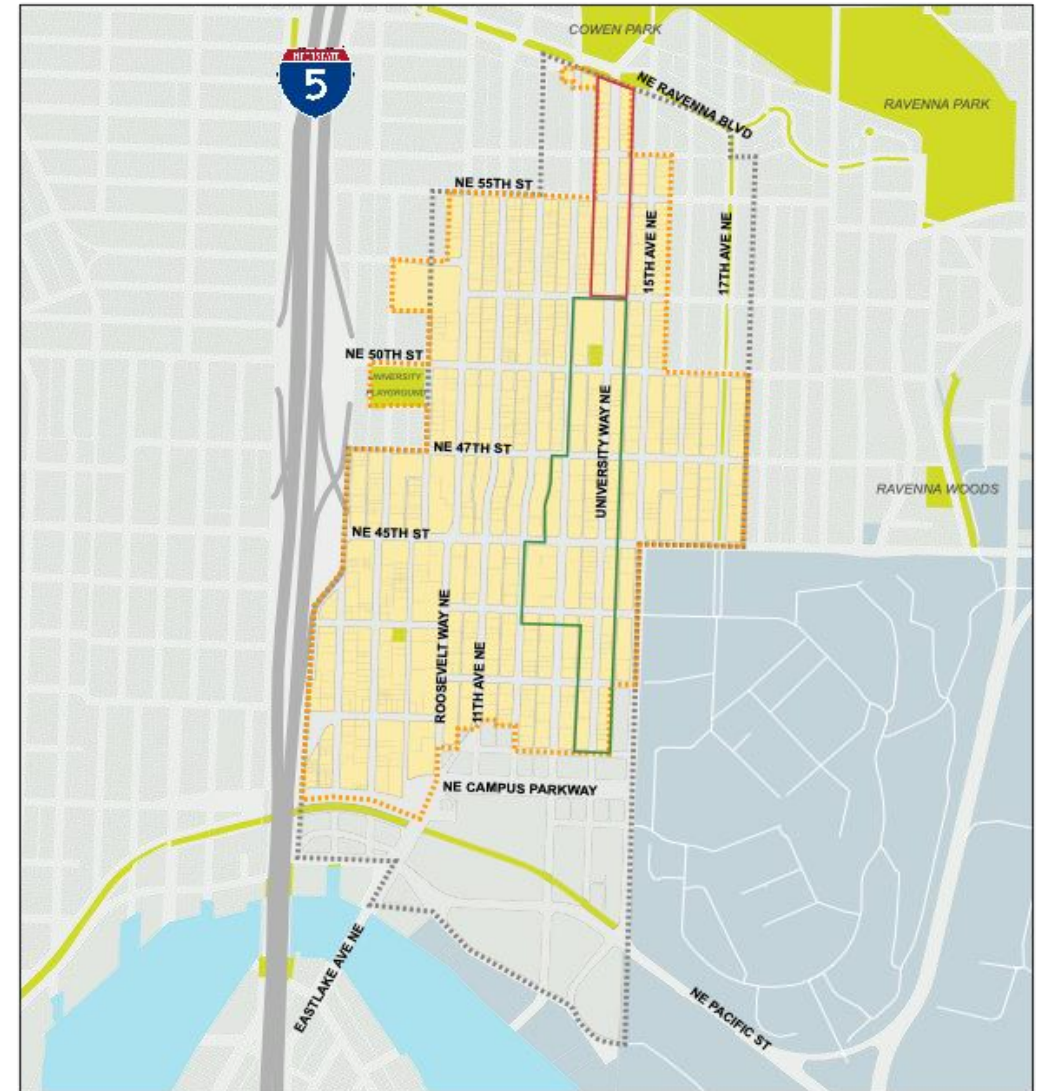 COWEN PARK
INTERSTATE
5
NE RAVENNA BLVD
RAVENNA PARK
NE 55TH ST
15TH AVE NE
17TH AVE NE
NE 50TH ST
UNIVERSITY
PLAYGROUND
UNIVERSITY WAY NE
NE 47TH ST
RAVENNA WOODS
NE 45TH ST
ROOSEVELT WAY NE
11TH AVE NE
NE CAMPUS PARKWAY
EASTLAKE AVE NE
NE PACIFIC ST